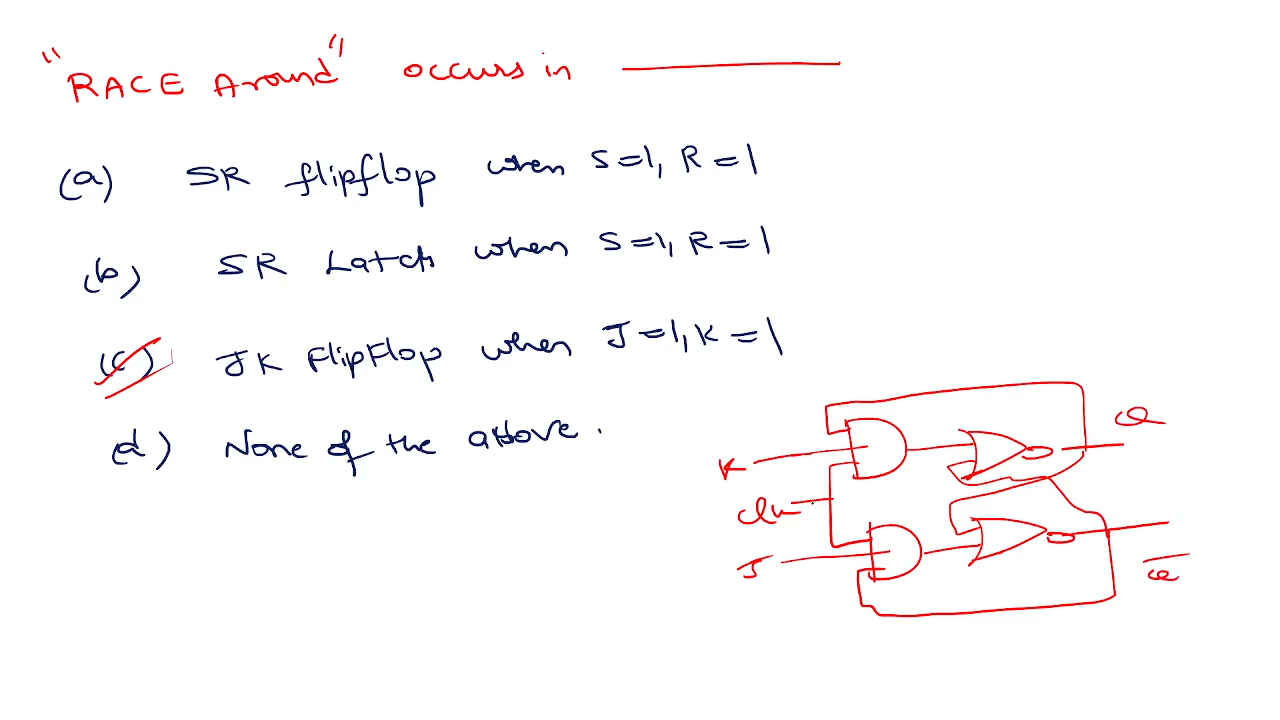 "RACE Around" occurs in ________
(a) SR flipflop when S=1, R=1
(b) SR Latch when S=1, R=1
(c) JK FlipFlop when J=1, K=1
(d) None of the above.
Q
K
Clk
J
Q̅